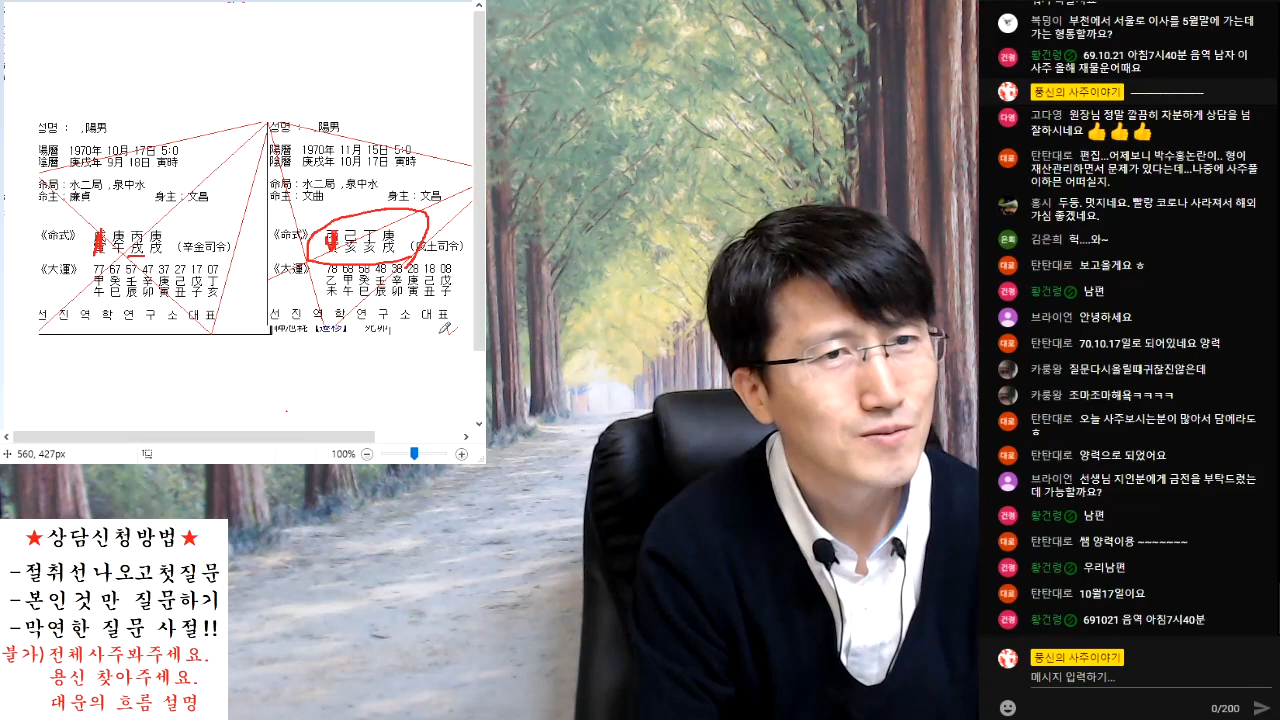 설명 : , 陽男
陽曆 1970年 10月 17日 5:0
陰曆 庚戌年 9月 18日 寅時
命局 : 水二局 , 泉中水
命主 : 廉貞 身主 : 文昌
《命式》 庚 丙 庚
午 戌 戌 (辛金司令)
《大運》 77 67 57 47 37 27 17 07
甲 癸 壬 辛 庚 己 戊 丁
午 巳 辰 卯 寅 丑 子 亥
선 진 역 학 연 구 소 대 표
설명 , 陽男
陽曆 1970年 11月 15日 5:0
陰曆 庚戌年 10月 17日 寅時
命局 : 水二局 , 泉中水
命主 : 文曲 身主 : 文昌
《命式》 己 丁 庚
亥 亥 戌 (戊土司令)
《大運》 78 68 58 48 38 28 18 08
乙 甲 癸 壬 辛 庚 己 戊
未 午 巳 辰 卯 寅 丑 子
선 진 역 학 연 구 소 대 표
560, 427px
100%
★상담신청방법★
-절취선나오고첫질문
-본인것만 질문하기
-막연한 질문 사절!!
불가)전체사주봐주세요.
용신 찾아주세요.
대운의 흐름 설명
복덩이 부천에서 서울로 이사를 5월말에 가는데
가는 형통할까요?
황건령 69.10.21 아침7시40분 음역 남자 이
사주 올해 재물운어때요
풍신의 사주이야기 ────────
고다영 원장님 정말 깔끔히 차분하게 상담을 넘
잘하시네요 👍👍👍
탄탄대로 편집...어제보니 박수홍논란이.. 형이
재산관리하면서 문제가 있다는데...나중에 사주풀
이하믄 어떠실지.
홍시 두둥. 멋지네요. 빨랑 코로나 사라져서 해외
가심 좋겠네요.
김은희 헉....와~
탄탄대로 보고올게요 ㅎ
황건령 남편
브라이언 안녕하세요
탄탄대로 70.10.17일로 되어있네요 양력
카룽왕 질문다시올릴때귀찮진않은데
카룽왕 조마조마해욬ㅋㅋㅋㅋ
탄탄대로 오늘 사주보시는분이 많아서 담에라도
ㅎ
탄탄대로 양력으로 되었어요
브라이언 선생님 지인분에게 금전을 부탁드렸는
데 가능할까요?
황건령 남편
탄탄대로 쌤 양력이용 ~~~~~~~
황건령 우리남편
탄탄대로 10월17일이요
황건령 691021 음역 아침7시40분
풍신의 사주이야기
메시지 입력하기...
0/200